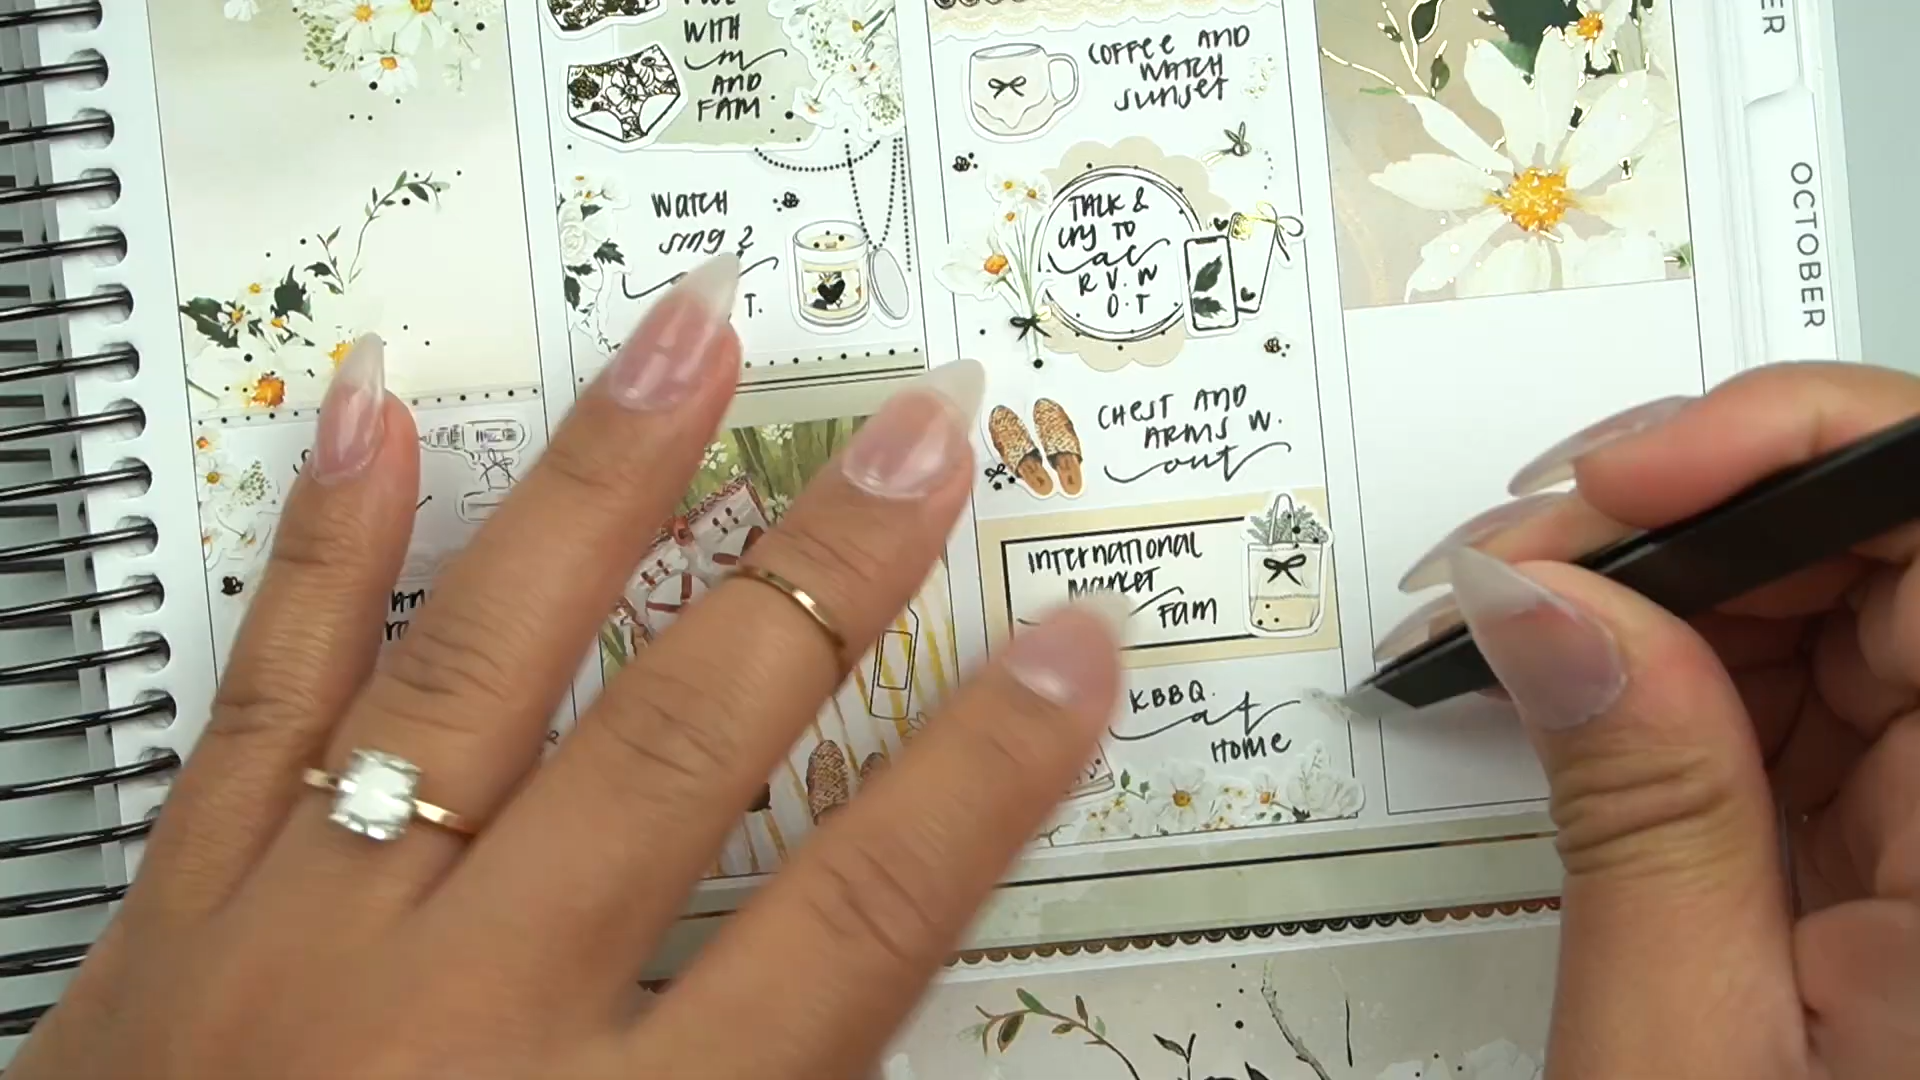 WITH
m
AND
FAM.
WATCH
sing 2
T.
COFFEE AND
WATCH
sunset
TALK &
cry TO
ac
R.V. W
O.T
CHEST AND
ARMS W.
out
INTERNATIONAL
MARKET
FAM
KBBQ.
at
HOME
OCTOBER